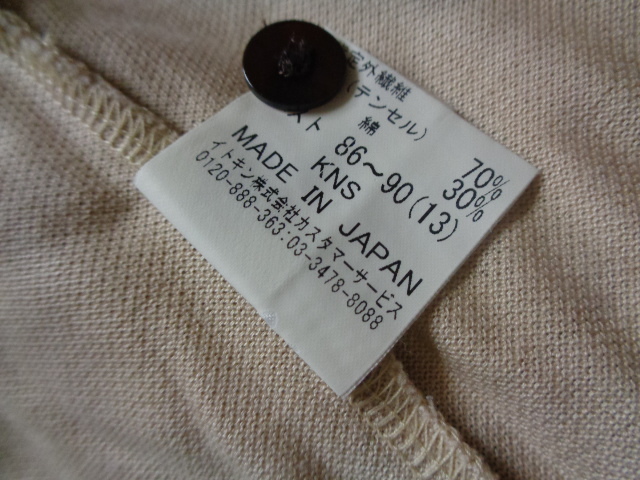 定外繊維
(テンセル) 70%
綿 30%
スト 86～90(13)
KNS
MADE IN JAPAN
イトキン株式会社カスタマーサービス
0120-888-363・03-3478-8088